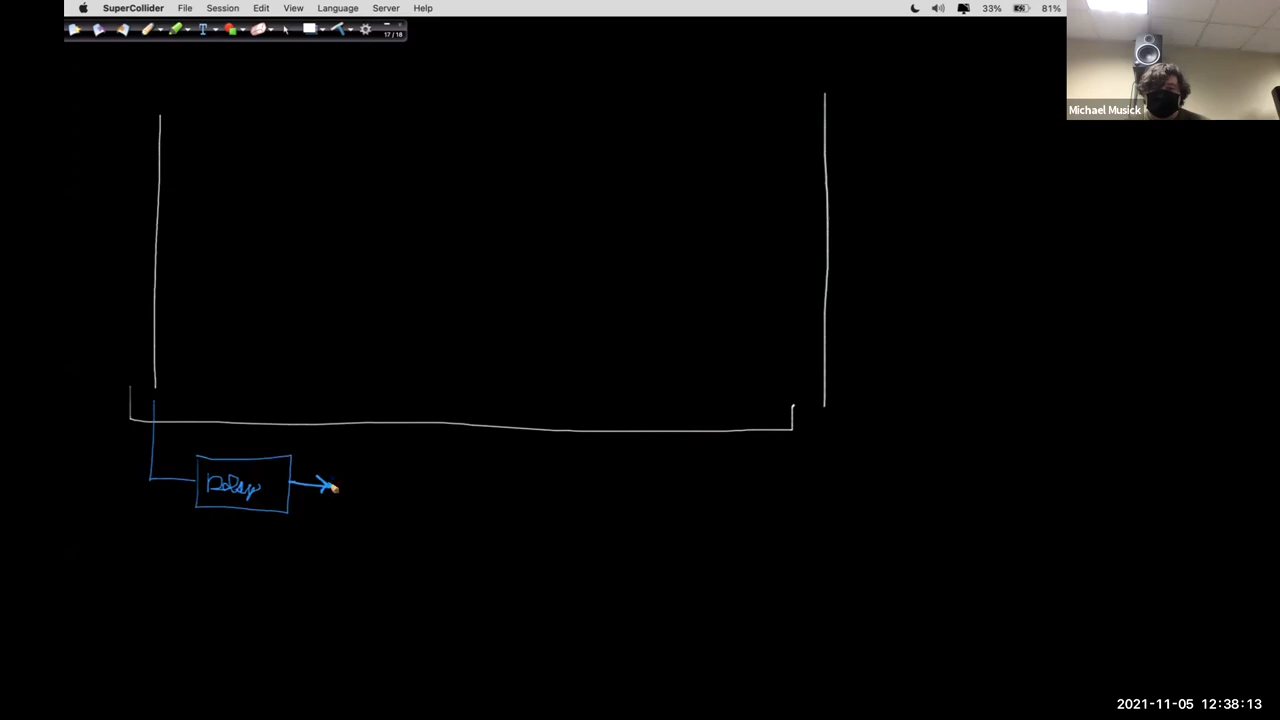 SuperCollider File Session Edit View Language Server Help 33% 81%
17 / 18
Michael Musick
Delay
2021-11-05 12:38:13